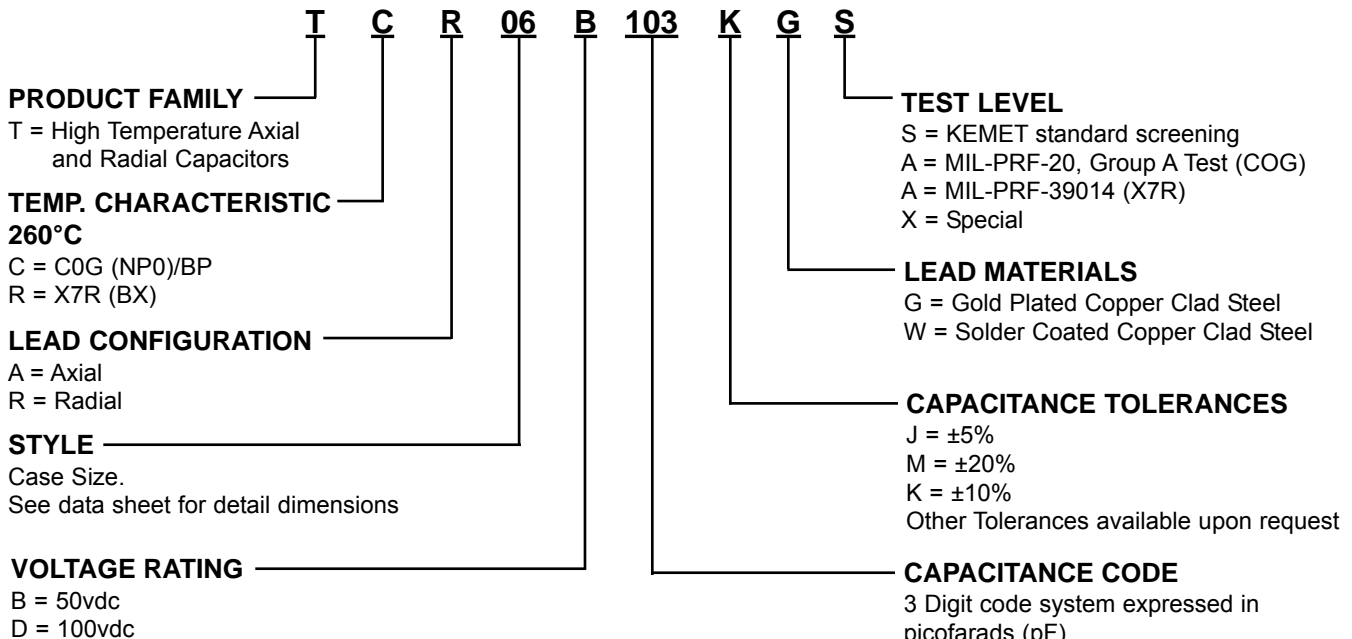 T C R 06 B 103 K G S
PRODUCT FAMILY
T = High Temperature Axial
and Radial Capacitors
TEMP. CHARACTERISTIC
260°C
C = C0G (NP0)/BP
R = X7R (BX)
LEAD CONFIGURATION
A = Axial
R = Radial
STYLE
Case Size.
See data sheet for detail dimensions
VOLTAGE RATING
B = 50vdc
D = 100vdc
TEST LEVEL
S = KEMET standard screening
A = MIL-PRF-20, Group A Test (COG)
A = MIL-PRF-39014 (X7R)
X = Special
LEAD MATERIALS
G = Gold Plated Copper Clad Steel
W = Solder Coated Copper Clad Steel
CAPACITANCE TOLERANCES
J = ±5%
M = ±20%
K = ±10%
Other Tolerances available upon request
CAPACITANCE CODE
3 Digit code system expressed in
picofarads (pF)